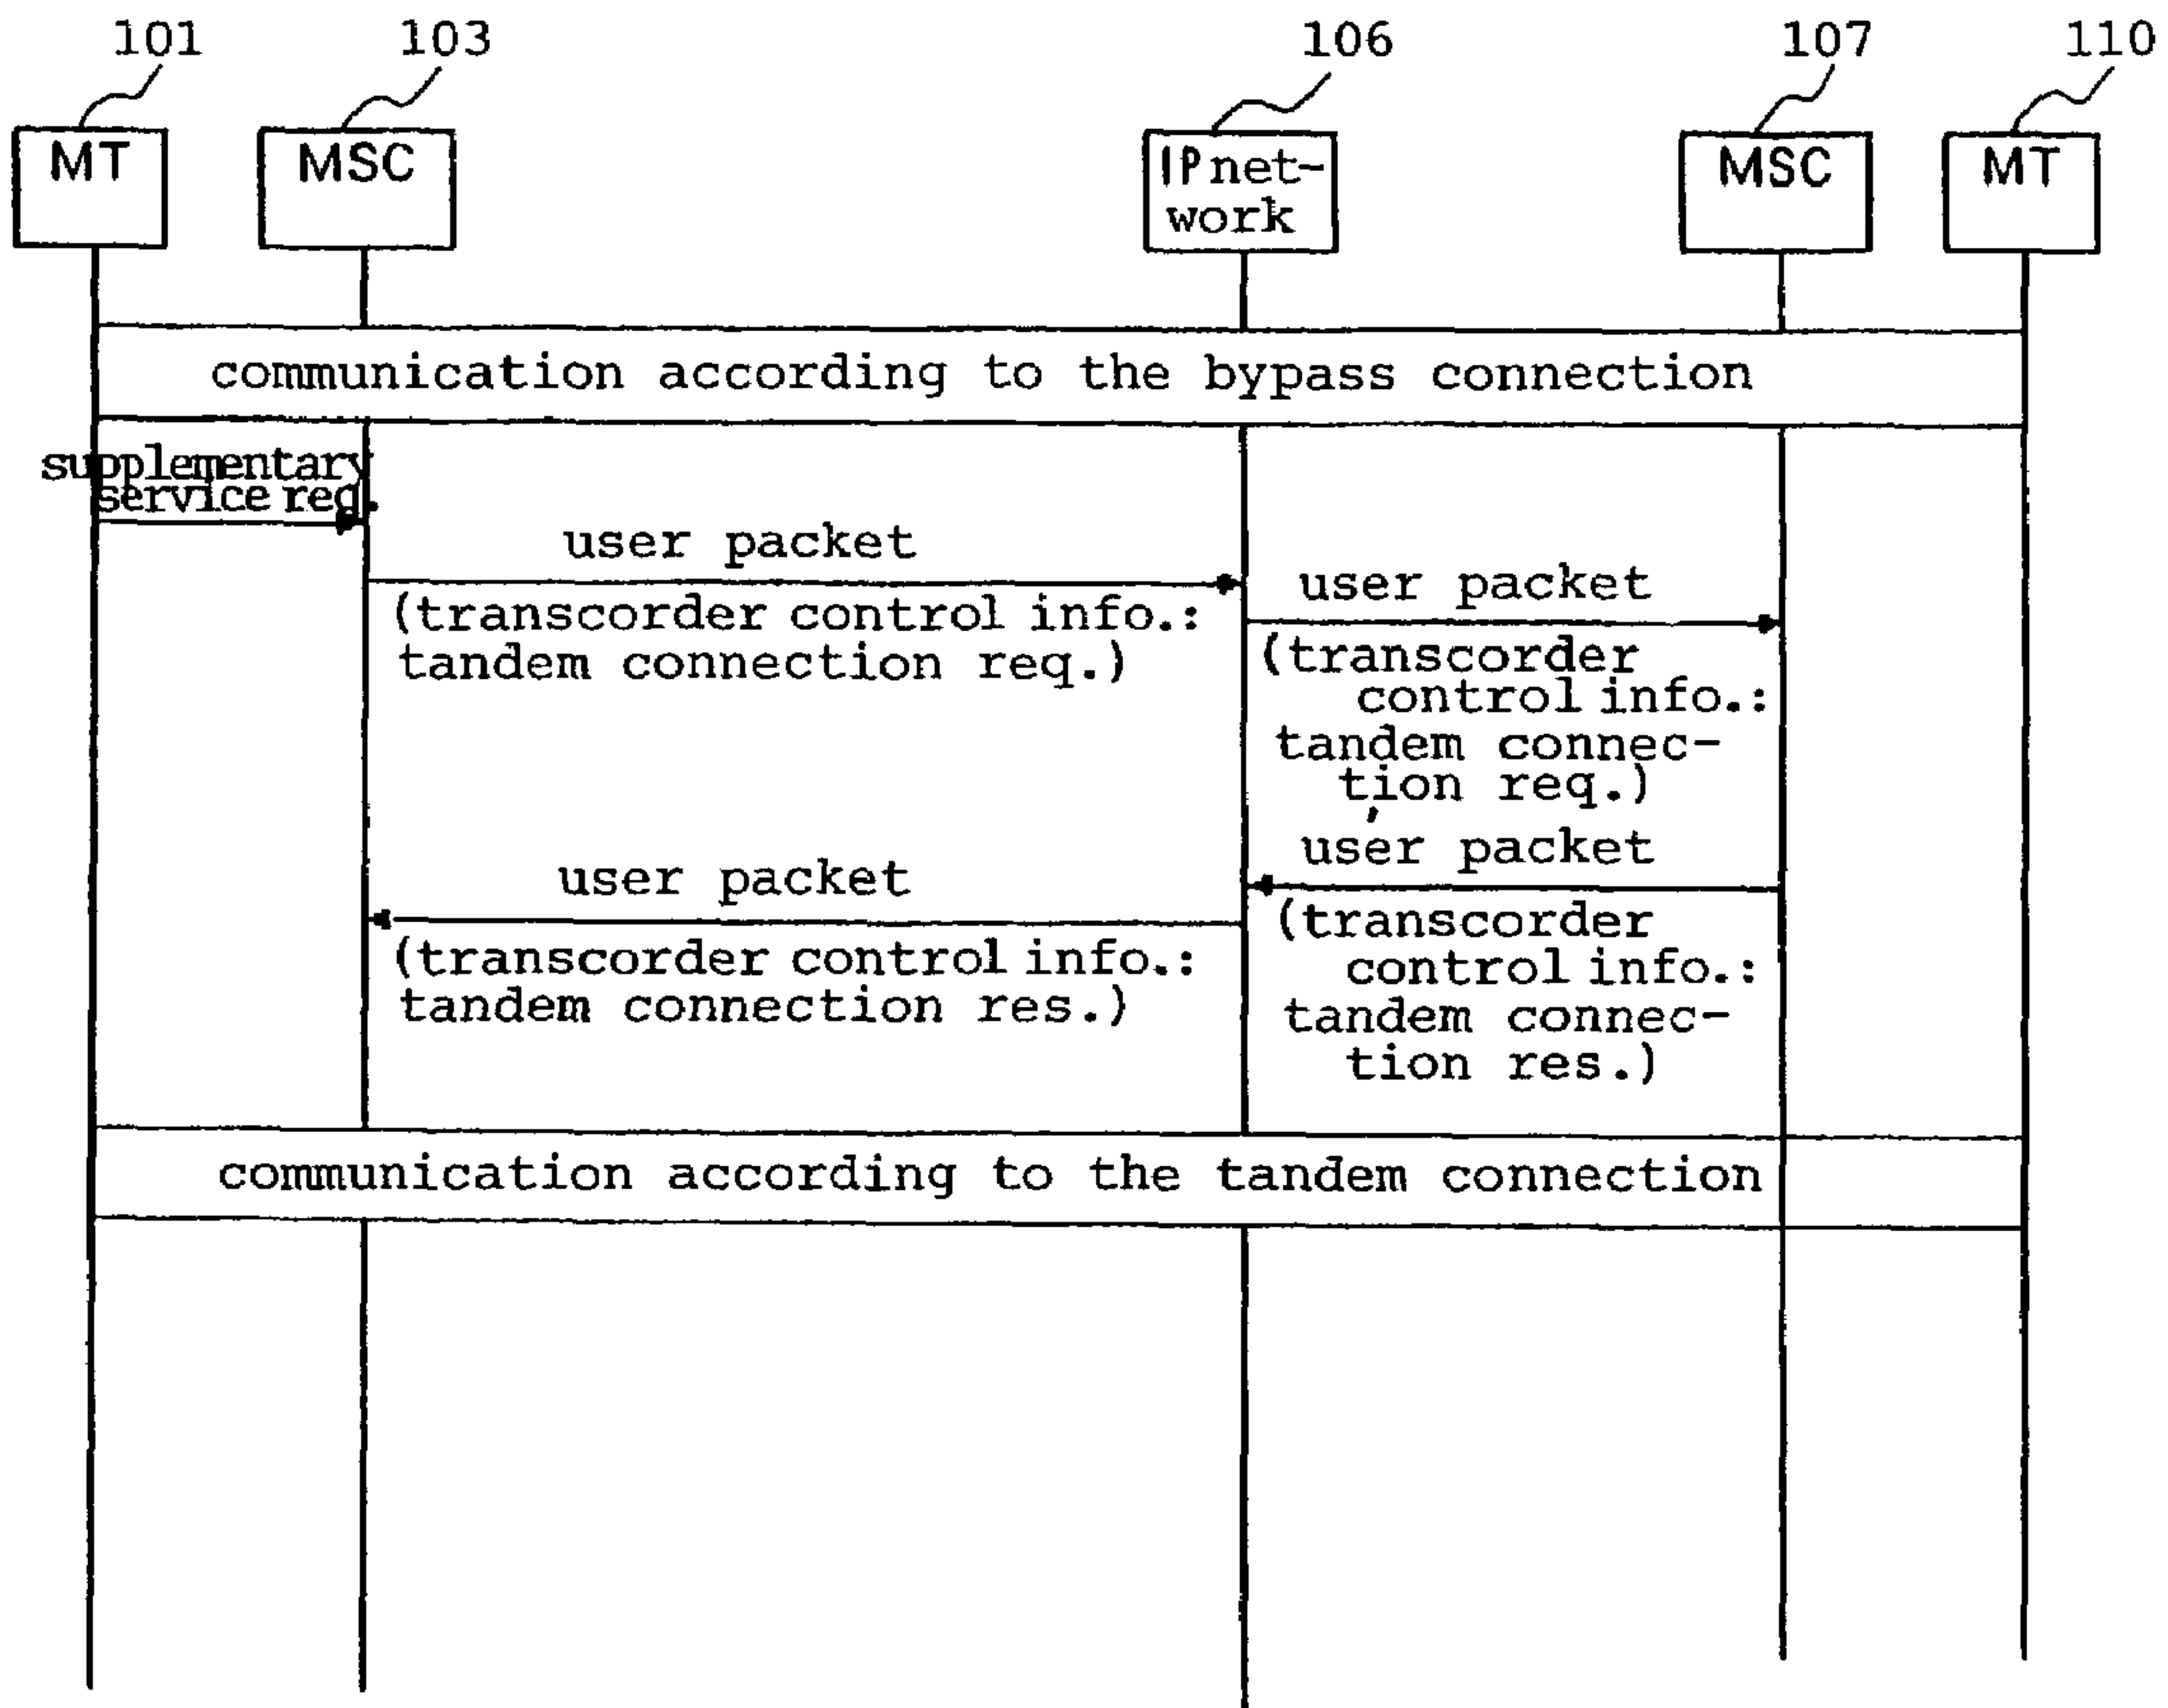 101
103
106
107
110
MT
MSC
IPnet-
work
MSC
MT
communication according to the bypass connection
supplementary
service req.
user packet
(transcorder control info.:
tandem connection req.)
user packet
(transcorder
control info.:
tandem connec-
tion req.)
user packet
(transcorder
control info.:
tandem connec-
tion res.)
user packet
(transcorder control info.:
tandem connection res.)
communication according to the tandem connection